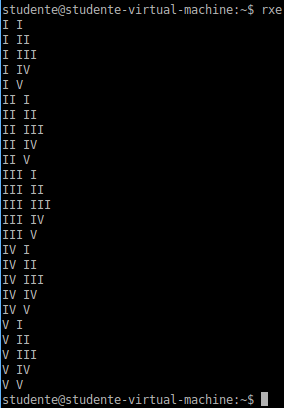 studente@studente-virtual-machine:~$ rxe
I I
I II
I III
I IV
I V
II I
II II
II III
II IV
II V
III I
III II
III III
III IV
III V
IV I
IV II
IV III
IV IV
IV V
V I
V II
V III
V IV
V V
studente@studente-virtual-machine:~$